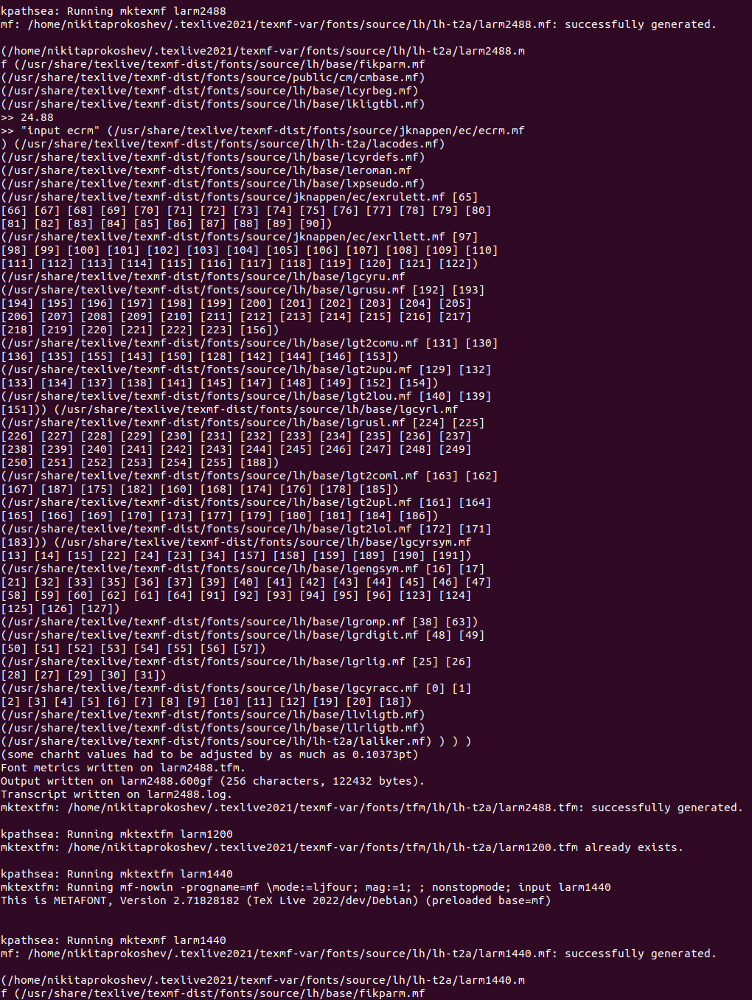 kpathsea: Running mktexmf larm2488
mf: /home/nikitaprokoshev/.texlive2021/texmf-var/fonts/source/lh/lh-t2a/larm2488.mf: successfully generated.
(/home/nikitaprokoshev/.texlive2021/texmf-var/fonts/source/lh/lh-t2a/larm2488.m
f (/usr/share/texlive/texmf-dist/fonts/source/lh/base/fikparm.mf
(/usr/share/texlive/texmf-dist/fonts/source/public/cm/cmbase.mf)
(/usr/share/texlive/texmf-dist/fonts/source/lh/base/lcyrbeg.mf)
(/usr/share/texlive/texmf-dist/fonts/source/lh/base/lkligtbl.mf)
>> 24.88
>> "input ecrm" (/usr/share/texlive/texmf-dist/fonts/source/jknappen/ec/ecrm.mf
) (/usr/share/texlive/texmf-dist/fonts/source/lh/lh-t2a/lacodes.mf)
(/usr/share/texlive/texmf-dist/fonts/source/lh/base/lcyrdefs.mf)
(/usr/share/texlive/texmf-dist/fonts/source/lh/base/leroman.mf
(/usr/share/texlive/texmf-dist/fonts/source/lh/base/lxpseudo.mf)
(/usr/share/texlive/texmf-dist/fonts/source/jknappen/ec/exrulett.mf [65]
[66] [67] [68] [69] [70] [71] [72] [73] [74] [75] [76] [77] [78] [79] [80]
[81] [82] [83] [84] [85] [86] [87] [88] [89] [90])
(/usr/share/texlive/texmf-dist/fonts/source/jknappen/ec/exrllett.mf [97]
[98] [99] [100] [101] [102] [103] [104] [105] [106] [107] [108] [109] [110]
[111] [112] [113] [114] [115] [116] [117] [118] [119] [120] [121] [122])
(/usr/share/texlive/texmf-dist/fonts/source/lh/base/lgcyru.mf
(/usr/share/texlive/texmf-dist/fonts/source/lh/base/lgrusu.mf [192] [193]
[194] [195] [196] [197] [198] [199] [200] [201] [202] [203] [204] [205]
[206] [207] [208] [209] [210] [211] [212] [213] [214] [215] [216] [217]
[218] [219] [220] [221] [222] [223] [156])
(/usr/share/texlive/texmf-dist/fonts/source/lh/base/lgt2comu.mf [131] [130]
[136] [135] [155] [143] [150] [128] [142] [144] [146] [153])
(/usr/share/texlive/texmf-dist/fonts/source/lh/base/lgt2upu.mf [129] [132]
[133] [134] [137] [138] [141] [145] [147] [148] [149] [152] [154])
(/usr/share/texlive/texmf-dist/fonts/source/lh/base/lgt2lou.mf [140] [139]
[151])) (/usr/share/texlive/texmf-dist/fonts/source/lh/base/lgcyrl.mf
(/usr/share/texlive/texmf-dist/fonts/source/lh/base/lgrusl.mf [224] [225]
[226] [227] [228] [229] [230] [231] [232] [233] [234] [235] [236] [237]
[238] [239] [240] [241] [242] [243] [244] [245] [246] [247] [248] [249]
[250] [251] [252] [253] [254] [255] [188])
(/usr/share/texlive/texmf-dist/fonts/source/lh/base/lgt2coml.mf [163] [162]
[167] [187] [175] [182] [160] [168] [174] [176] [178] [185])
(/usr/share/texlive/texmf-dist/fonts/source/lh/base/lgt2upl.mf [161] [164]
[165] [166] [169] [170] [173] [177] [179] [180] [181] [184] [186])
(/usr/share/texlive/texmf-dist/fonts/source/lh/base/lgt2lol.mf [172] [171]
[183])) (/usr/share/texlive/texmf-dist/fonts/source/lh/base/lgcyrsym.mf
[13] [14] [15] [22] [24] [23] [34] [157] [158] [159] [189] [190] [191])
(/usr/share/texlive/texmf-dist/fonts/source/lh/base/lgengsym.mf [16] [17]
[21] [32] [33] [35] [36] [37] [39] [40] [41] [42] [43] [44] [45] [46] [47]
[58] [59] [60] [62] [61] [64] [91] [92] [93] [94] [95] [96] [123] [124]
[125] [126] [127])
(/usr/share/texlive/texmf-dist/fonts/source/lh/base/lgromp.mf [38] [63])
(/usr/share/texlive/texmf-dist/fonts/source/lh/base/lgrdigit.mf [48] [49]
[50] [51] [52] [53] [54] [55] [56] [57])
(/usr/share/texlive/texmf-dist/fonts/source/lh/base/lgrlig.mf [25] [26]
[28] [27] [29] [30] [31])
(/usr/share/texlive/texmf-dist/fonts/source/lh/base/lgcyracc.mf [0] [1]
[2] [3] [4] [5] [6] [7] [8] [9] [10] [11] [12] [19] [20] [18])
(/usr/share/texlive/texmf-dist/fonts/source/lh/base/llvligtb.mf)
(/usr/share/texlive/texmf-dist/fonts/source/lh/base/llrligtb.mf)
(/usr/share/texlive/texmf-dist/fonts/source/lh/lh-t2a/laliker.mf) ) ) )
(some charht values had to be adjusted by as much as 0.10373pt)
Font metrics written on larm2488.tfm.
Output written on larm2488.600gf (256 characters, 122432 bytes).
Transcript written on larm2488.log.
mktextfm: /home/nikitaprokoshev/.texlive2021/texmf-var/fonts/tfm/lh/lh-t2a/larm2488.tfm: successfully generated.
kpathsea: Running mktextfm larm1200
mktextfm: /home/nikitaprokoshev/.texlive2021/texmf-var/fonts/tfm/lh/lh-t2a/larm1200.tfm already exists.
kpathsea: Running mktextfm larm1440
mktextfm: Running mf-nowin -progname=mf \mode:=ljfour; mag:=1; ; nonstopmode; input larm1440
This is METAFONT, Version 2.71828182 (TeX Live 2022/dev/Debian) (preloaded base=mf)
kpathsea: Running mktexmf larm1440
mf: /home/nikitaprokoshev/.texlive2021/texmf-var/fonts/source/lh/lh-t2a/larm1440.mf: successfully generated.
(/home/nikitaprokoshev/.texlive2021/texmf-var/fonts/source/lh/lh-t2a/larm1440.m
f (/usr/share/texlive/texmf-dist/fonts/source/lh/base/fikparm.mf